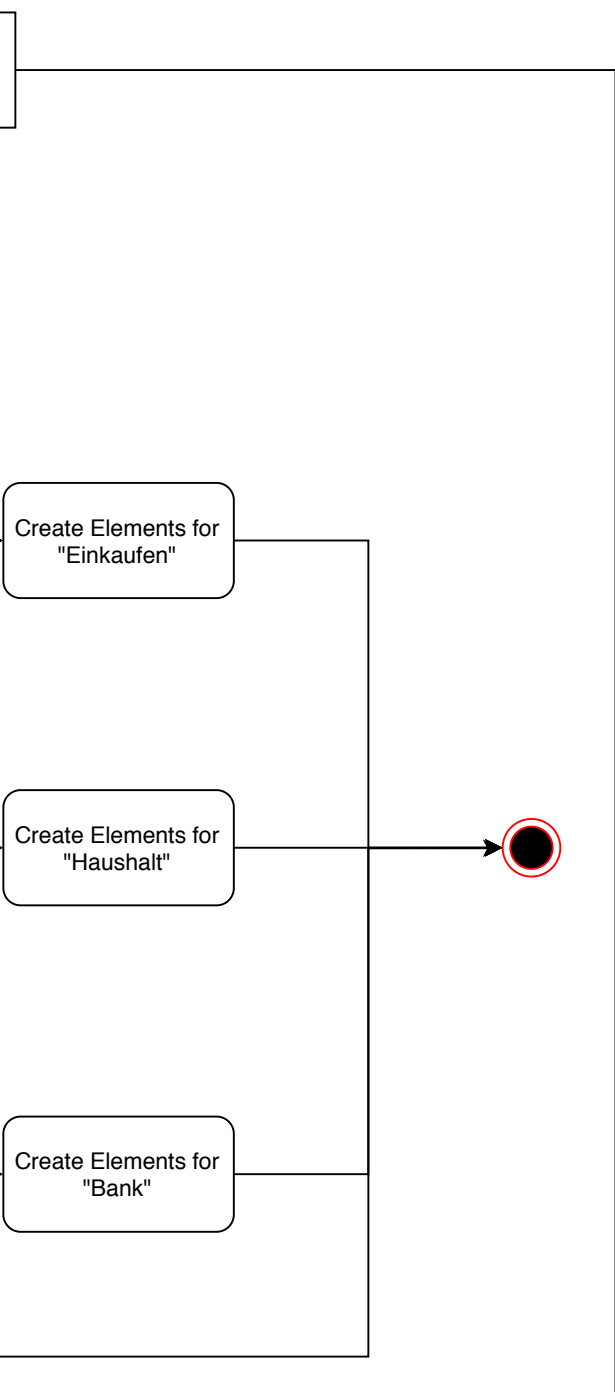 Create Elements for
"Einkaufen"
Create Elements for
"Haushalt"
Create Elements for
"Bank"